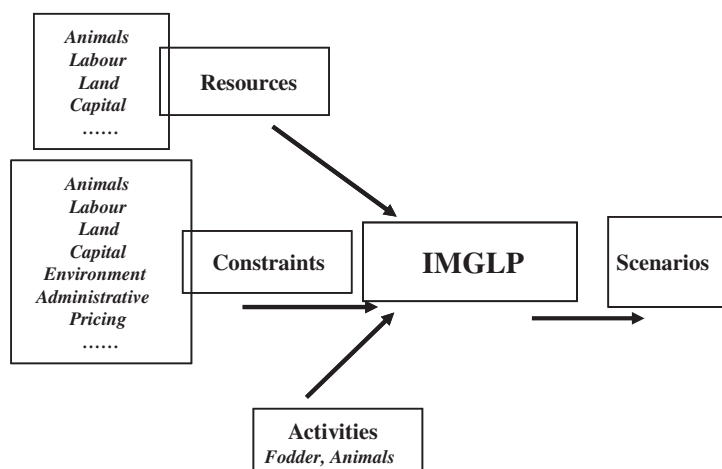 Animals
Labour
Land
Capital
......
Resources
Animals
Labour
Land
Capital
Environment
Administrative
Pricing
......
Constraints
IMGLP
Scenarios
Activities
Fodder, Animals